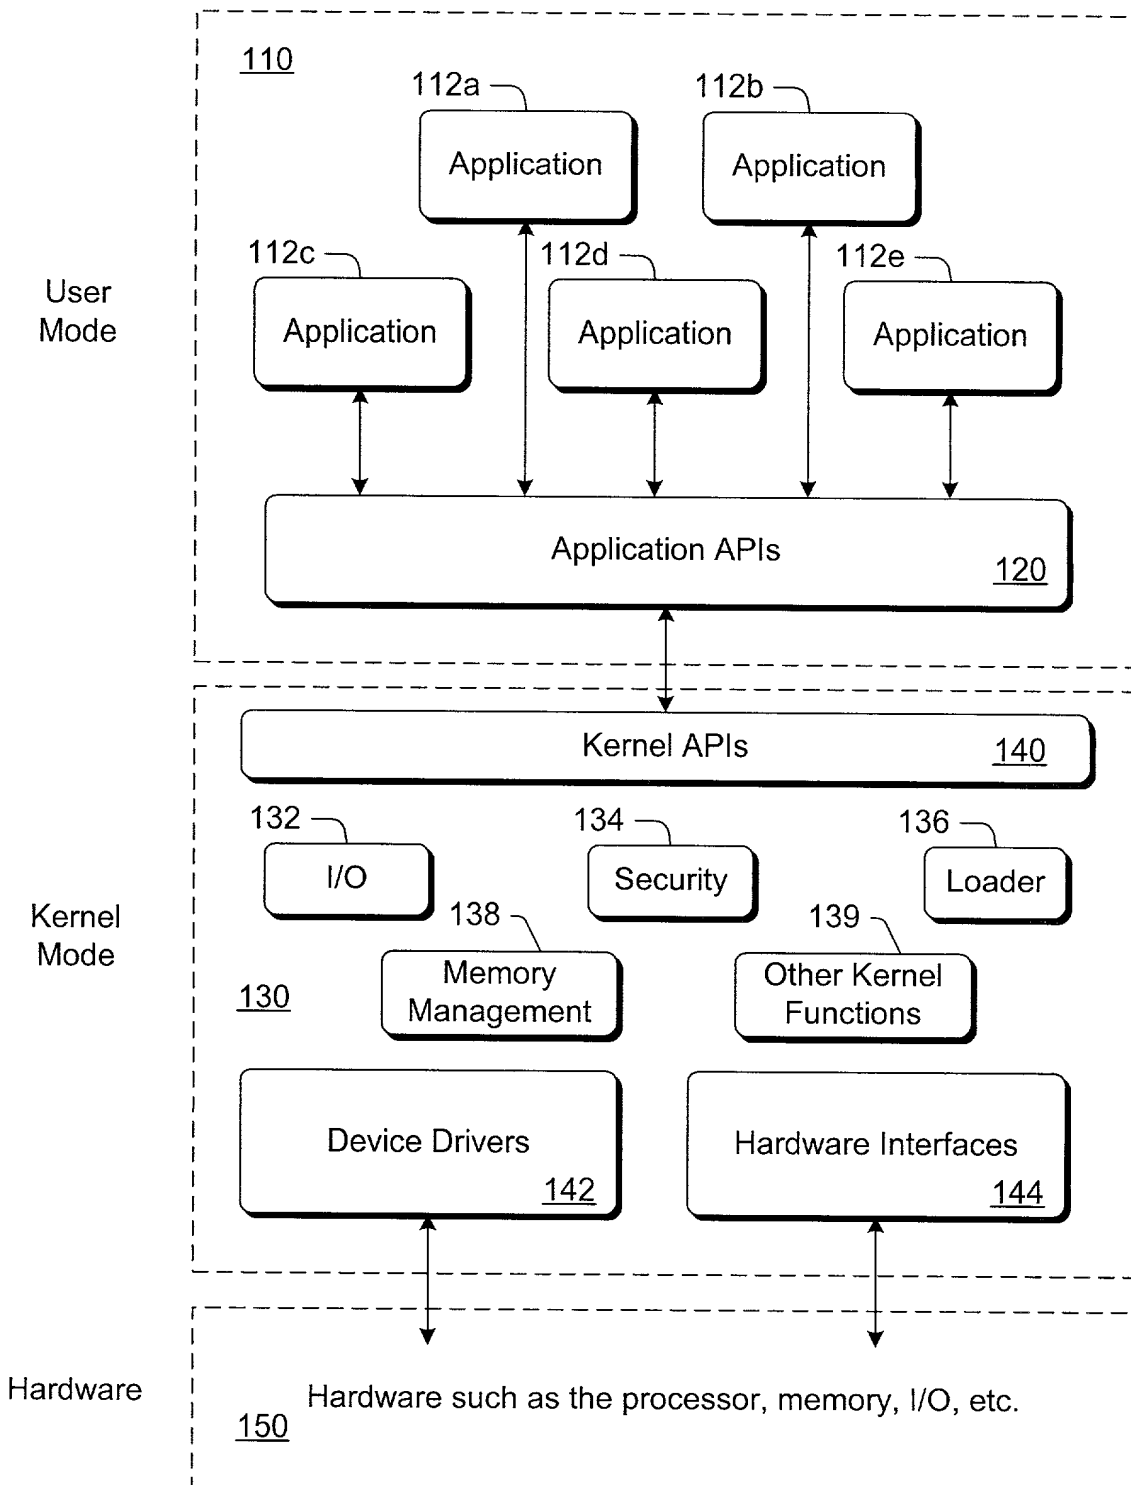 110
112a
112b
Application
Application
112c
112d
112e
User
Mode
Application
Application
Application
Application APIs
120
Kernel APIs
140
132
134
136
I/O
Security
Loader
138
139
Kernel
Mode
Memory
Management
Other Kernel
Functions
130
Device Drivers
142
Hardware Interfaces
144
Hardware
Hardware such as the processor, memory, I/O, etc.
150